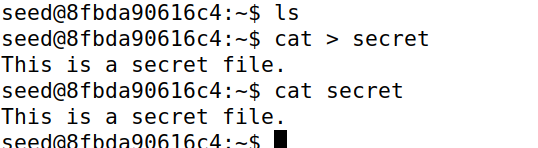 seed@8fbda90616c4:~$ ls
seed@8fbda90616c4:~$ cat > secret
This is a secret file.
seed@8fbda90616c4:~$ cat secret
This is a secret file.
seed@8fbda90616c4:~$